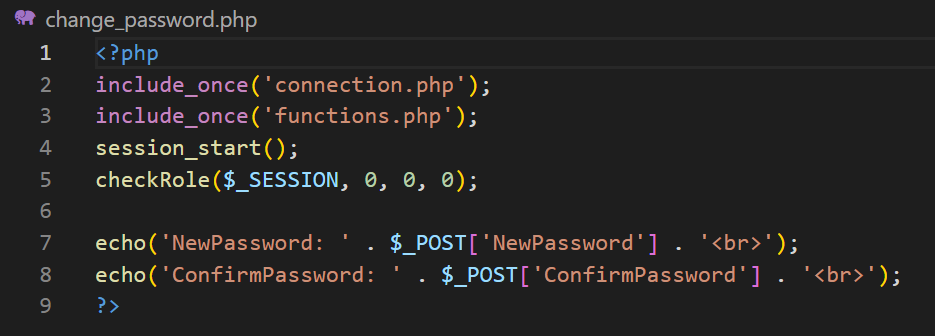 change_password.php
1 <?php
2 include_once('connection.php');
3 include_once('functions.php');
4 session_start();
5 checkRole($_SESSION, 0, 0, 0);
6
7 echo('NewPassword: ' . $_POST['NewPassword'] . '<br>');
8 echo('ConfirmPassword: ' . $_POST['ConfirmPassword'] . '<br>');
9 ?>